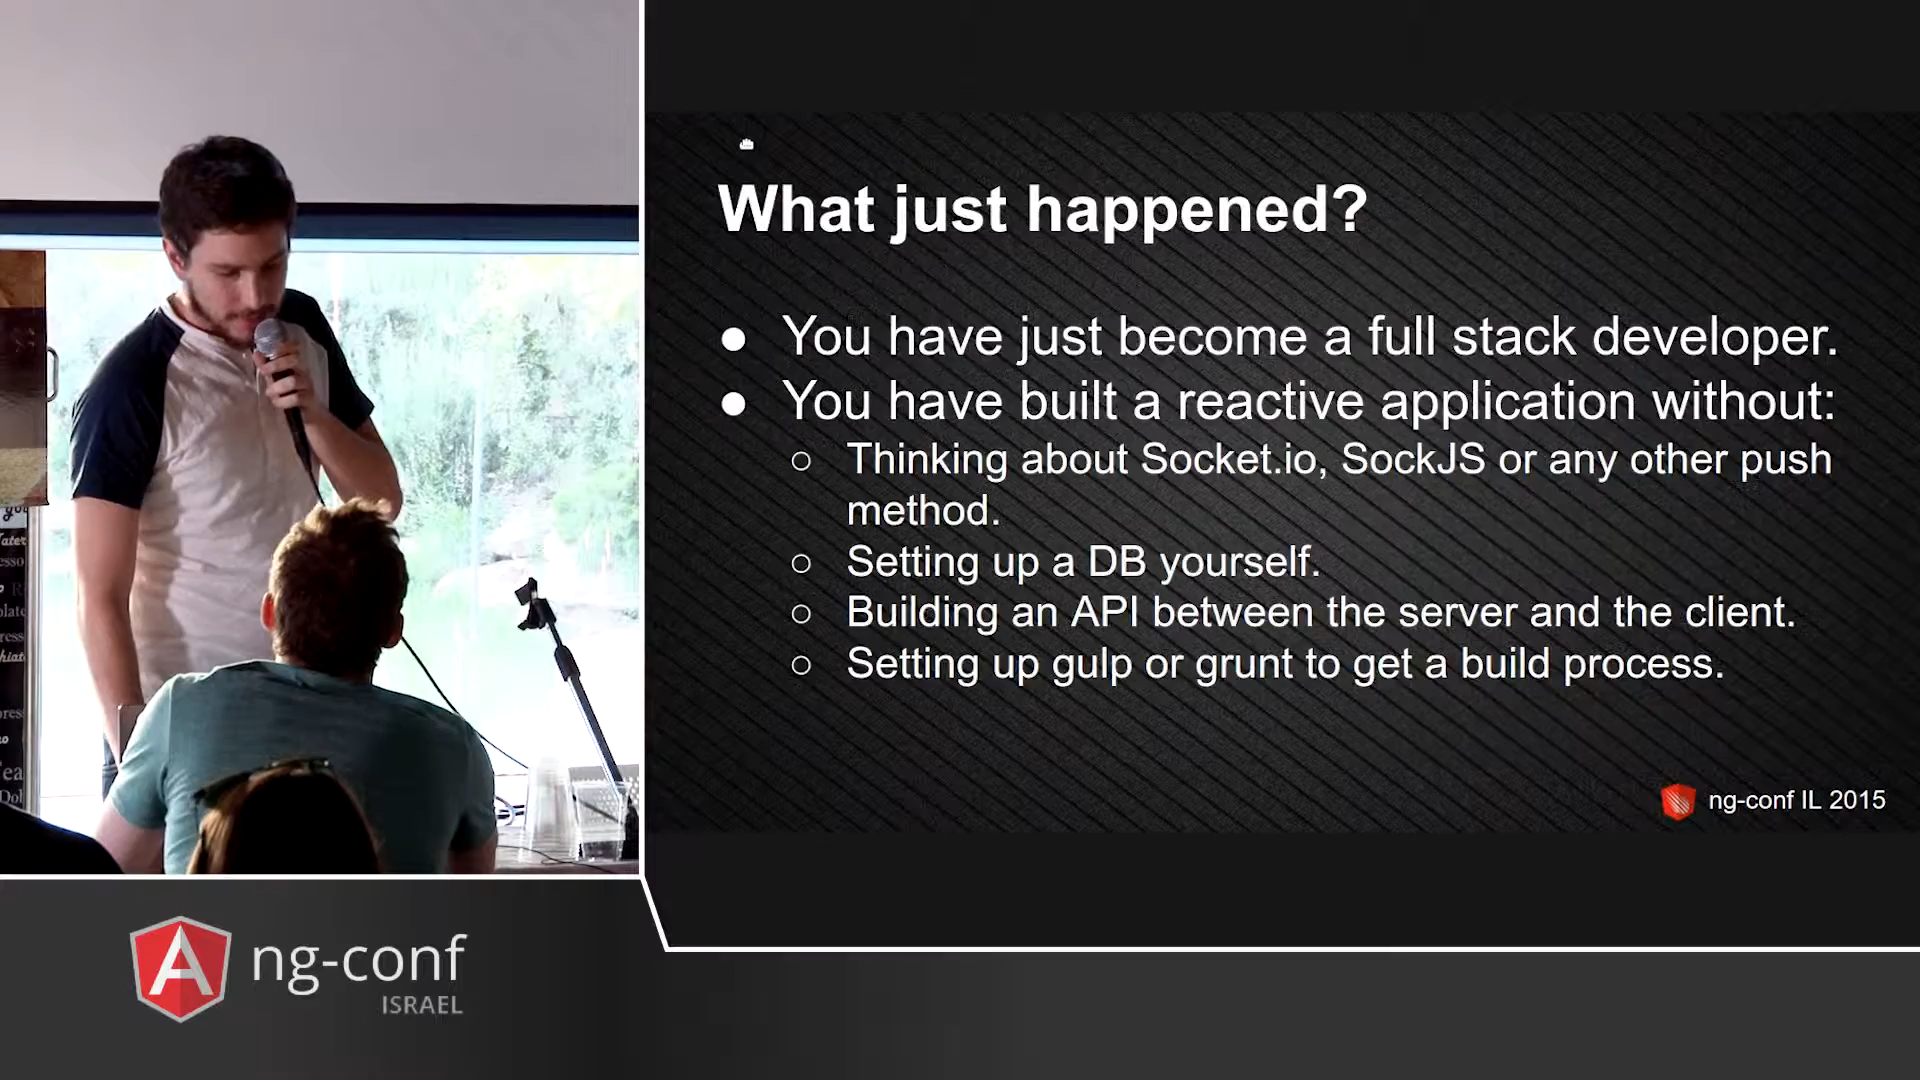 What just happened?
● You have just become a full stack developer.
● You have built a reactive application without:
○ Thinking about Socket.io, SockJS or any other push
method.
○ Setting up a DB yourself.
○ Building an API between the server and the client.
○ Setting up gulp or grunt to get a build process.
ng-conf IL 2015
A ng-conf
ISRAEL